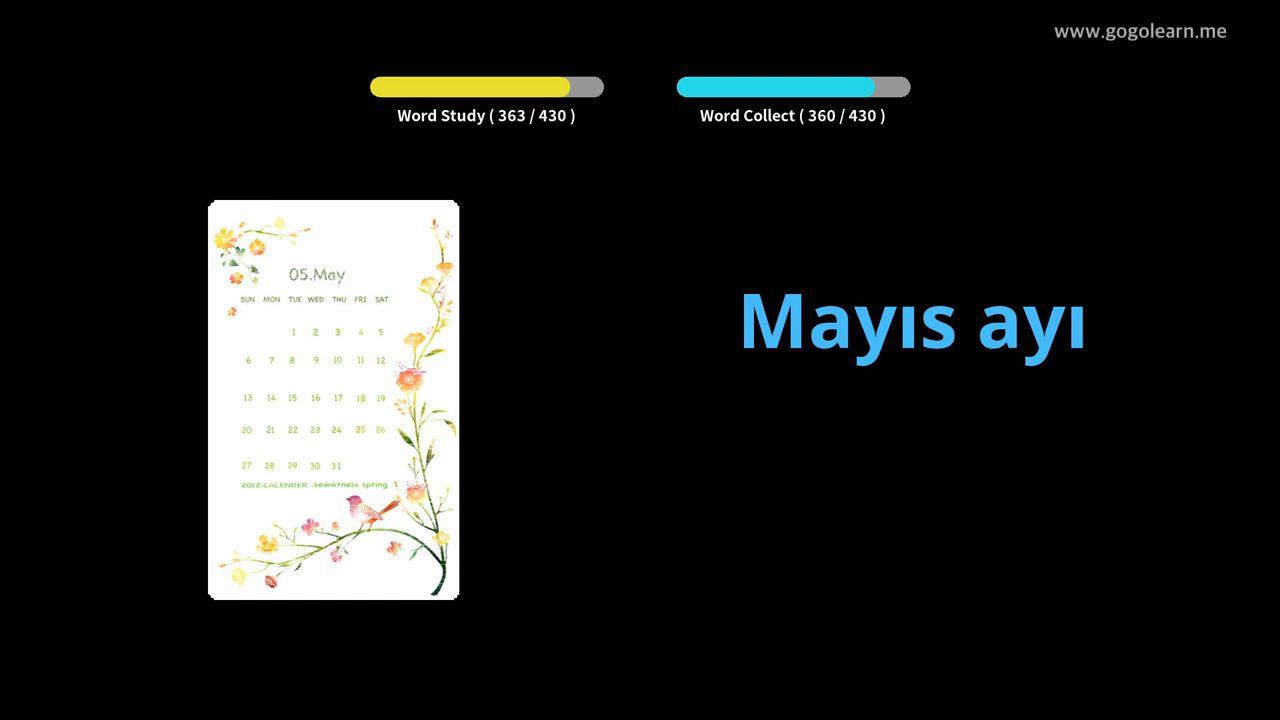 www.gogolearn.me
Word Study ( 363 / 430 )
Word Collect ( 360 / 430 )
05.May
SUN MON TUE WED THU FRI SAT
1 2 3 4 5
6 7 8 9 10 11 12
13 14 15 16 17 18 19
20 21 22 23 24 25 26
27 28 29 30 31
2012.CALENDER .sewwtness spring
Mayıs ayı